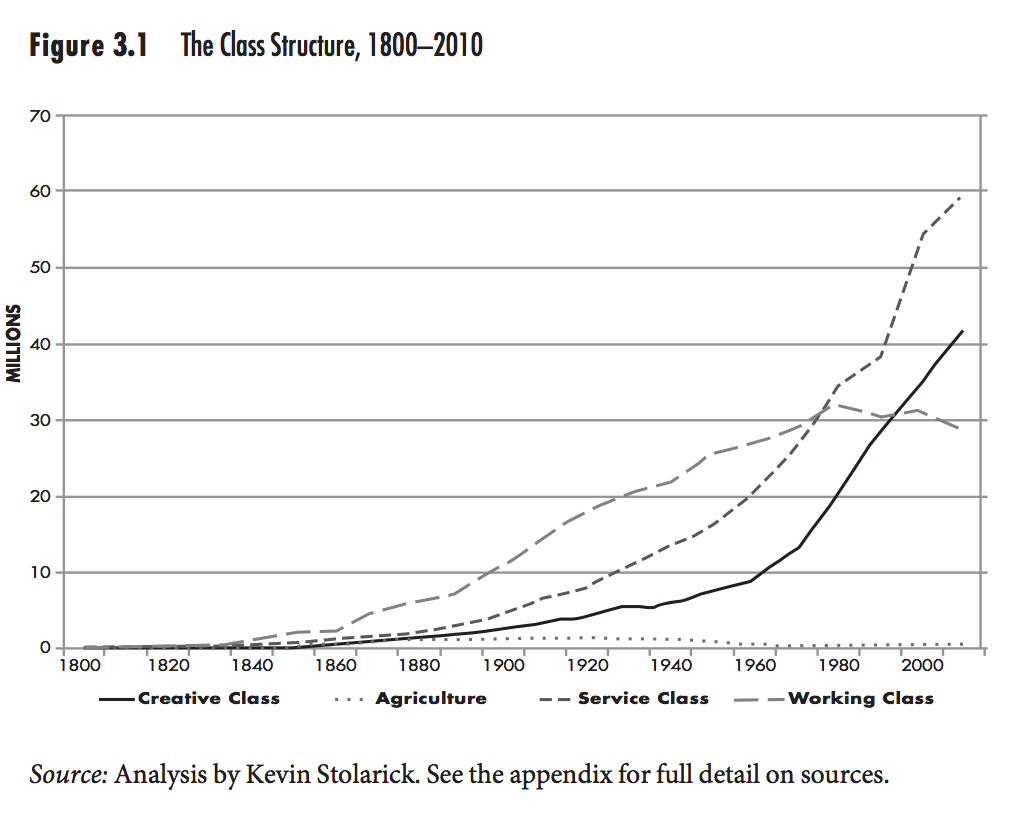 Figure 3.1 The Class Structure, 1800–2010
70
60
50
40
30
20
10
0
MILLIONS
1800 1820 1840 1860 1880 1900 1920 1940 1960 1980 2000
Creative Class Agriculture Service Class Working Class
Source: Analysis by Kevin Stolarick. See the appendix for full detail on sources.